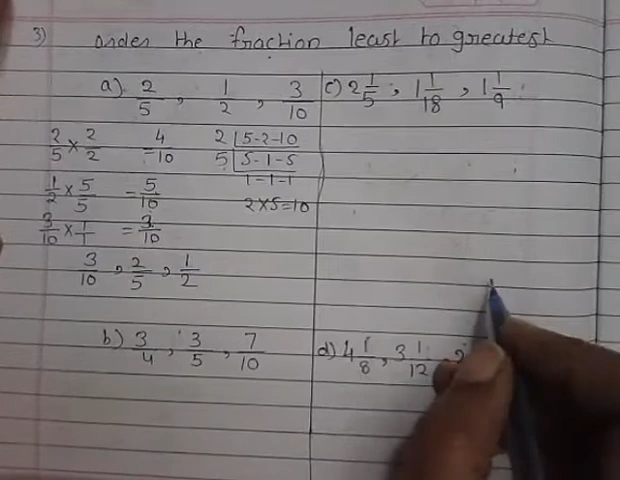 3) order the fraction least to greatest
a) 2/5 , 1/2 , 3/10
2/5 × 2/2 = 4/10
1/2 × 5/5 = 5/10
3/10 × 1/1 = 3/10
2 | 5-2-10
5 | 5-1-5
1-1-1
2×5=10
3/10 , 2/5 , 1/2
b) 3/4 , 3/5 , 7/10
c) 2 1/5 , 1 1/18 , 1 1/9
d) 4 1/8 , 3 1/12